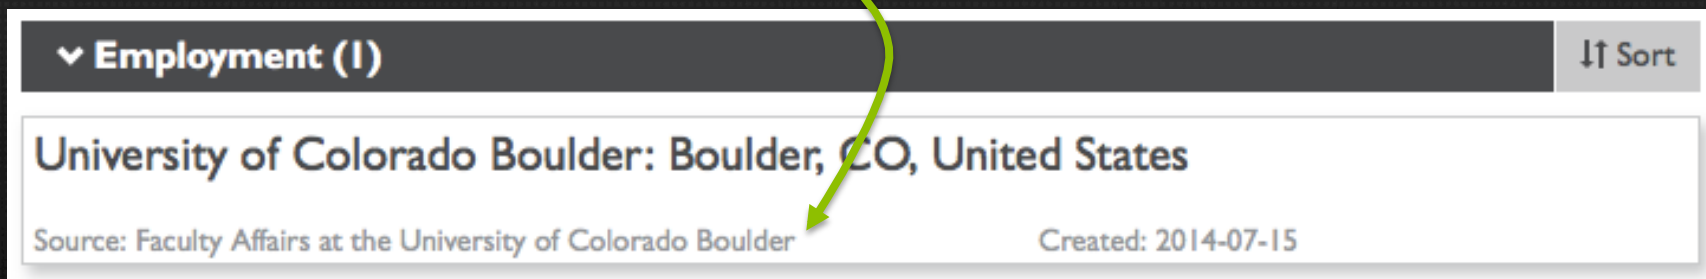 Employment (1)
Sort
University of Colorado Boulder: Boulder, CO, United States
Source: Faculty Affairs at the University of Colorado Boulder
Created: 2014-07-15